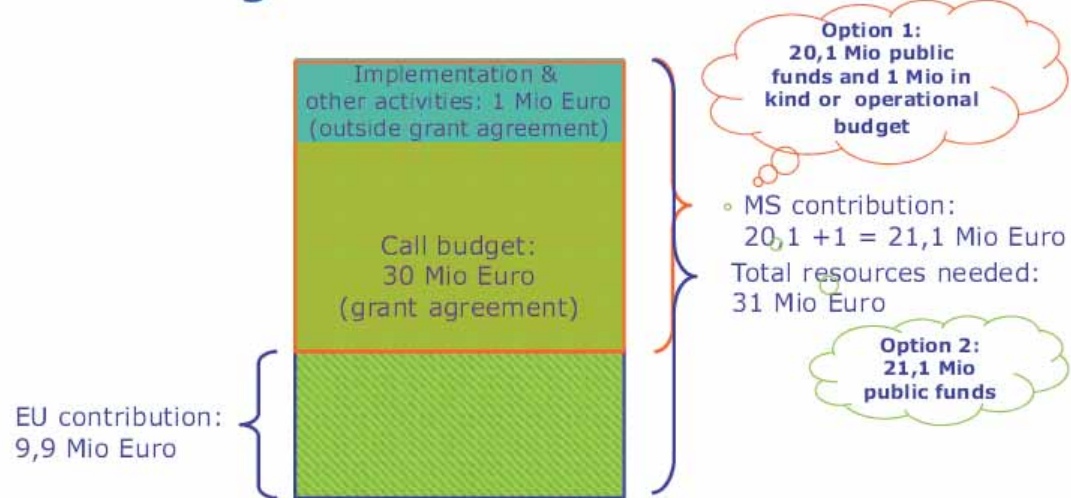 Option 1:
20,1 Mio public
funds and 1 Mio in
kind or operational
budget
Implementation &
other activities: 1 Mio Euro
(outside grant agreement)
MS contribution:
20,1 +1 = 21,1 Mio Euro
Call budget:
30 Mio Euro
(grant agreement)
Total resources needed:
31 Mio Euro
Option 2:
21,1 Mio
public funds
EU contribution:
9,9 Mio Euro